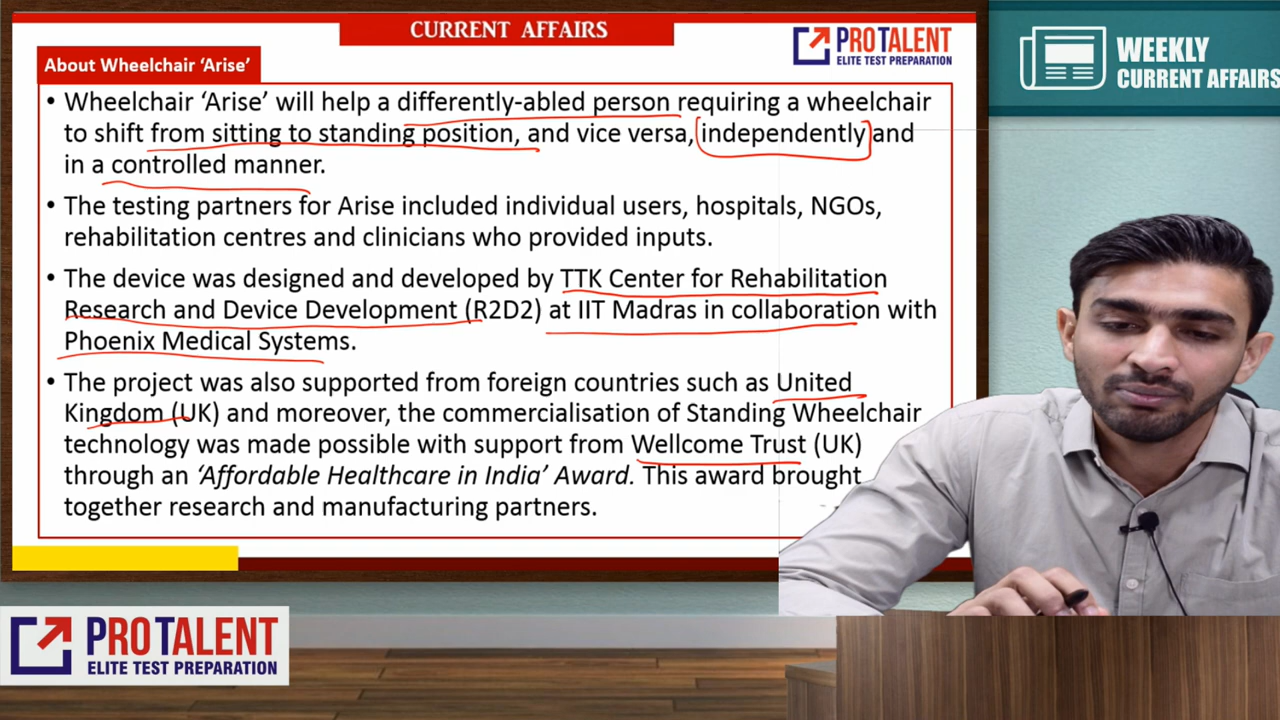 CURRENT AFFAIRS
PROTALENT
ELITE TEST PREPARATION
WEEKLY
CURRENT AFFAIRS
About Wheelchair ‘Arise’
• Wheelchair ‘Arise’ will help a differently-abled person requiring a wheelchair
to shift from sitting to standing position, and vice versa, independently and
in a controlled manner.
• The testing partners for Arise included individual users, hospitals, NGOs,
rehabilitation centres and clinicians who provided inputs.
• The device was designed and developed by TTK Center for Rehabilitation
Research and Device Development (R2D2) at IIT Madras in collaboration with
Phoenix Medical Systems.
• The project was also supported from foreign countries such as United
Kingdom (UK) and moreover, the commercialisation of Standing Wheelchair
technology was made possible with support from Wellcome Trust (UK)
through an ‘Affordable Healthcare in India’ Award. This award brought
together research and manufacturing partners.
PROTALENT
ELITE TEST PREPARATION